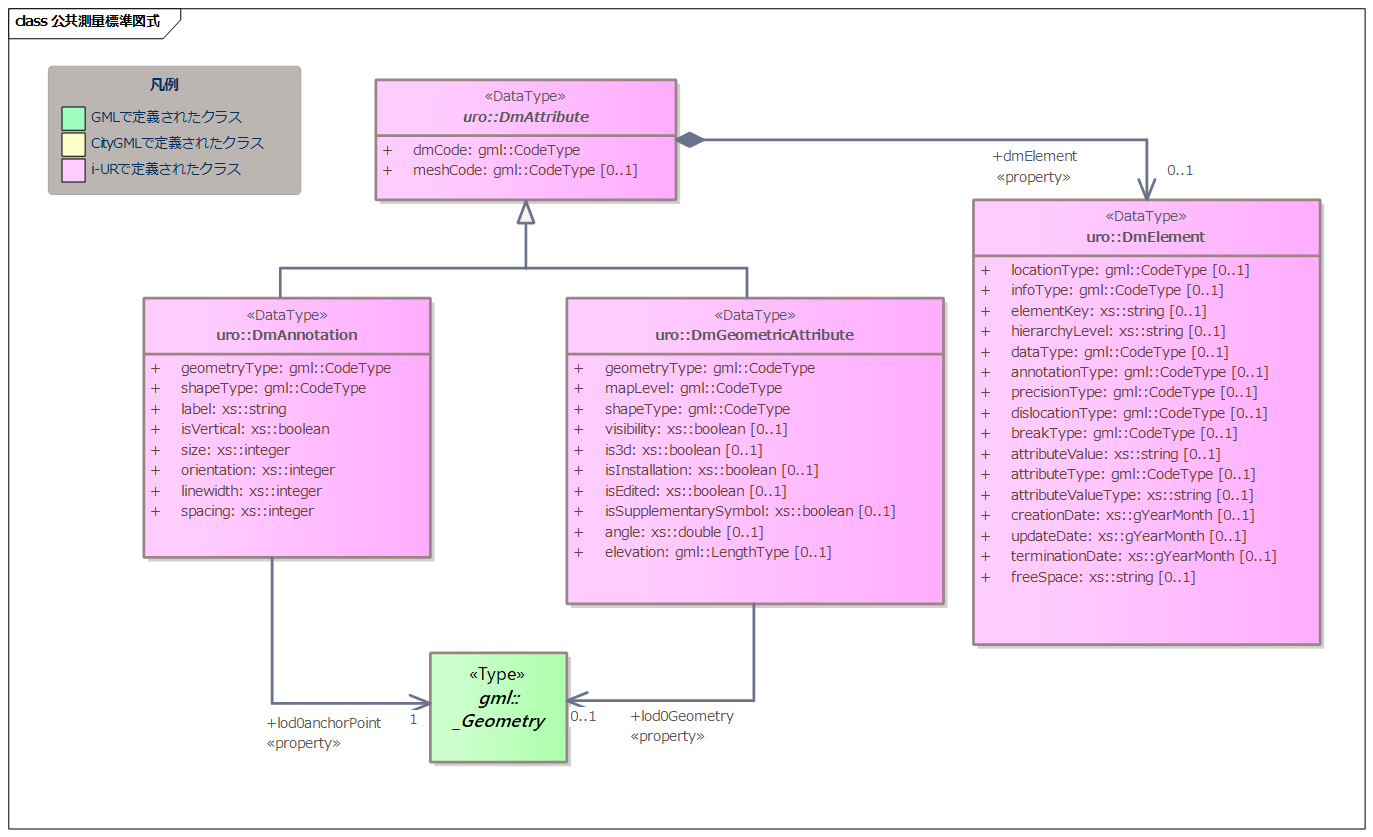 class 公共測量標準図式
凡例
GMLで定義されたクラス
CityGMLで定義されたクラス
i-URで定義されたクラス
«DataType»
uro::DmAttribute
+ dmCode: gml::CodeType
+ meshCode: gml::CodeType [0..1]
+dmElement
«property»
0..1
«DataType»
uro::DmElement
+ locationType: gml::CodeType [0..1]
+ infoType: gml::CodeType [0..1]
+ elementKey: xs::string [0..1]
+ hierarchyLevel: xs::string [0..1]
+ dataType: gml::CodeType [0..1]
+ annotationType: gml::CodeType [0..1]
+ precisionType: gml::CodeType [0..1]
+ dislocationType: gml::CodeType [0..1]
+ breakType: gml::CodeType [0..1]
+ attributeValue: xs::string [0..1]
+ attributeType: gml::CodeType [0..1]
+ attributeValueType: xs::string [0..1]
+ creationDate: xs::gYearMonth [0..1]
+ updateDate: xs::gYearMonth [0..1]
+ terminationDate: xs::gYearMonth [0..1]
+ freeSpace: xs::string [0..1]
«DataType»
uro::DmAnnotation
+ geometryType: gml::CodeType
+ shapeType: gml::CodeType
+ label: xs::string
+ isVertical: xs::boolean
+ size: xs::integer
+ orientation: xs::integer
+ linewidth: xs::integer
+ spacing: xs::integer
«DataType»
uro::DmGeometricAttribute
+ geometryType: gml::CodeType
+ mapLevel: gml::CodeType
+ shapeType: gml::CodeType
+ visibility: xs::boolean [0..1]
+ is3d: xs::boolean [0..1]
+ isInstallation: xs::boolean [0..1]
+ isEdited: xs::boolean [0..1]
+ isSupplementarySymbol: xs::boolean [0..1]
+ angle: xs::double [0..1]
+ elevation: gml::LengthType [0..1]
+lod0anchorPoint
«property»
1
«Type»
gml::
_Geometry
0..1
+lod0Geometry
«property»